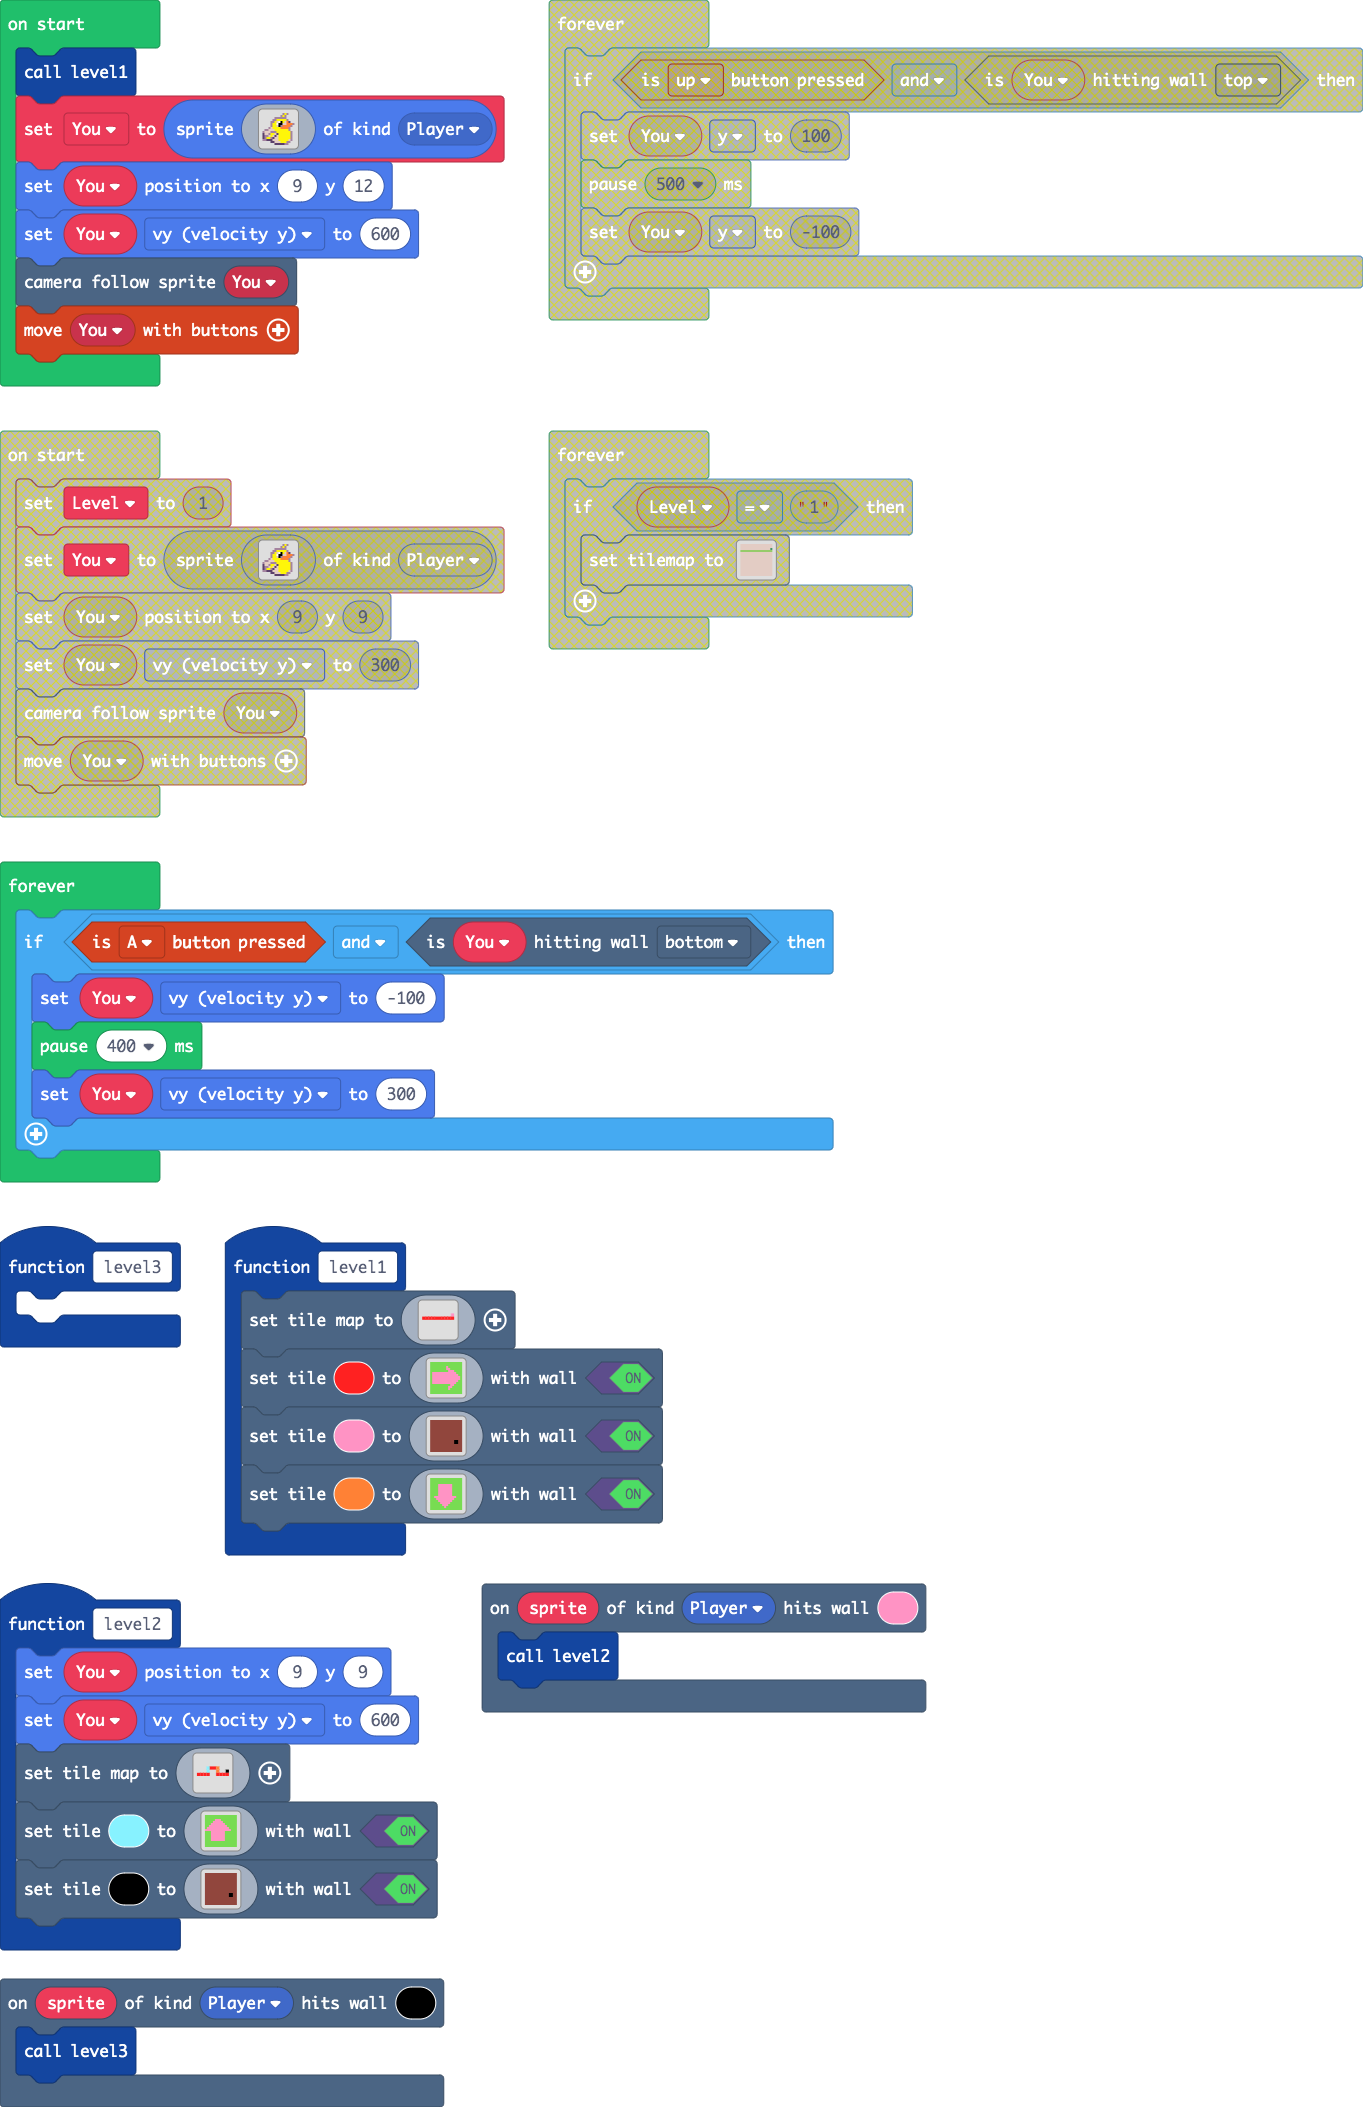 on start
call level1
set You to sprite of kind Player
set You position to x 9 y 12
set You vy (velocity y) to 600
camera follow sprite You
move You with buttons
forever
if is up button pressed and is You hitting wall top then
set You y to 100
pause 500 ms
set You y to -100
on start
set Level to 1
set You to sprite of kind Player
set You position to x 9 y 9
set You vy (velocity y) to 300
camera follow sprite You
move You with buttons
forever
if Level = "1" then
set tilemap to
forever
if is A button pressed and is You hitting wall bottom then
set You vy (velocity y) to -100
pause 400 ms
set You vy (velocity y) to 300
function level3
function level1
set tile map to
set tile to with wall ON
set tile to with wall ON
set tile to with wall ON
function level2
set You position to x 9 y 9
set You vy (velocity y) to 600
set tile map to
set tile to with wall ON
set tile to with wall ON
on sprite of kind Player hits wall
call level2
on sprite of kind Player hits wall
call level3